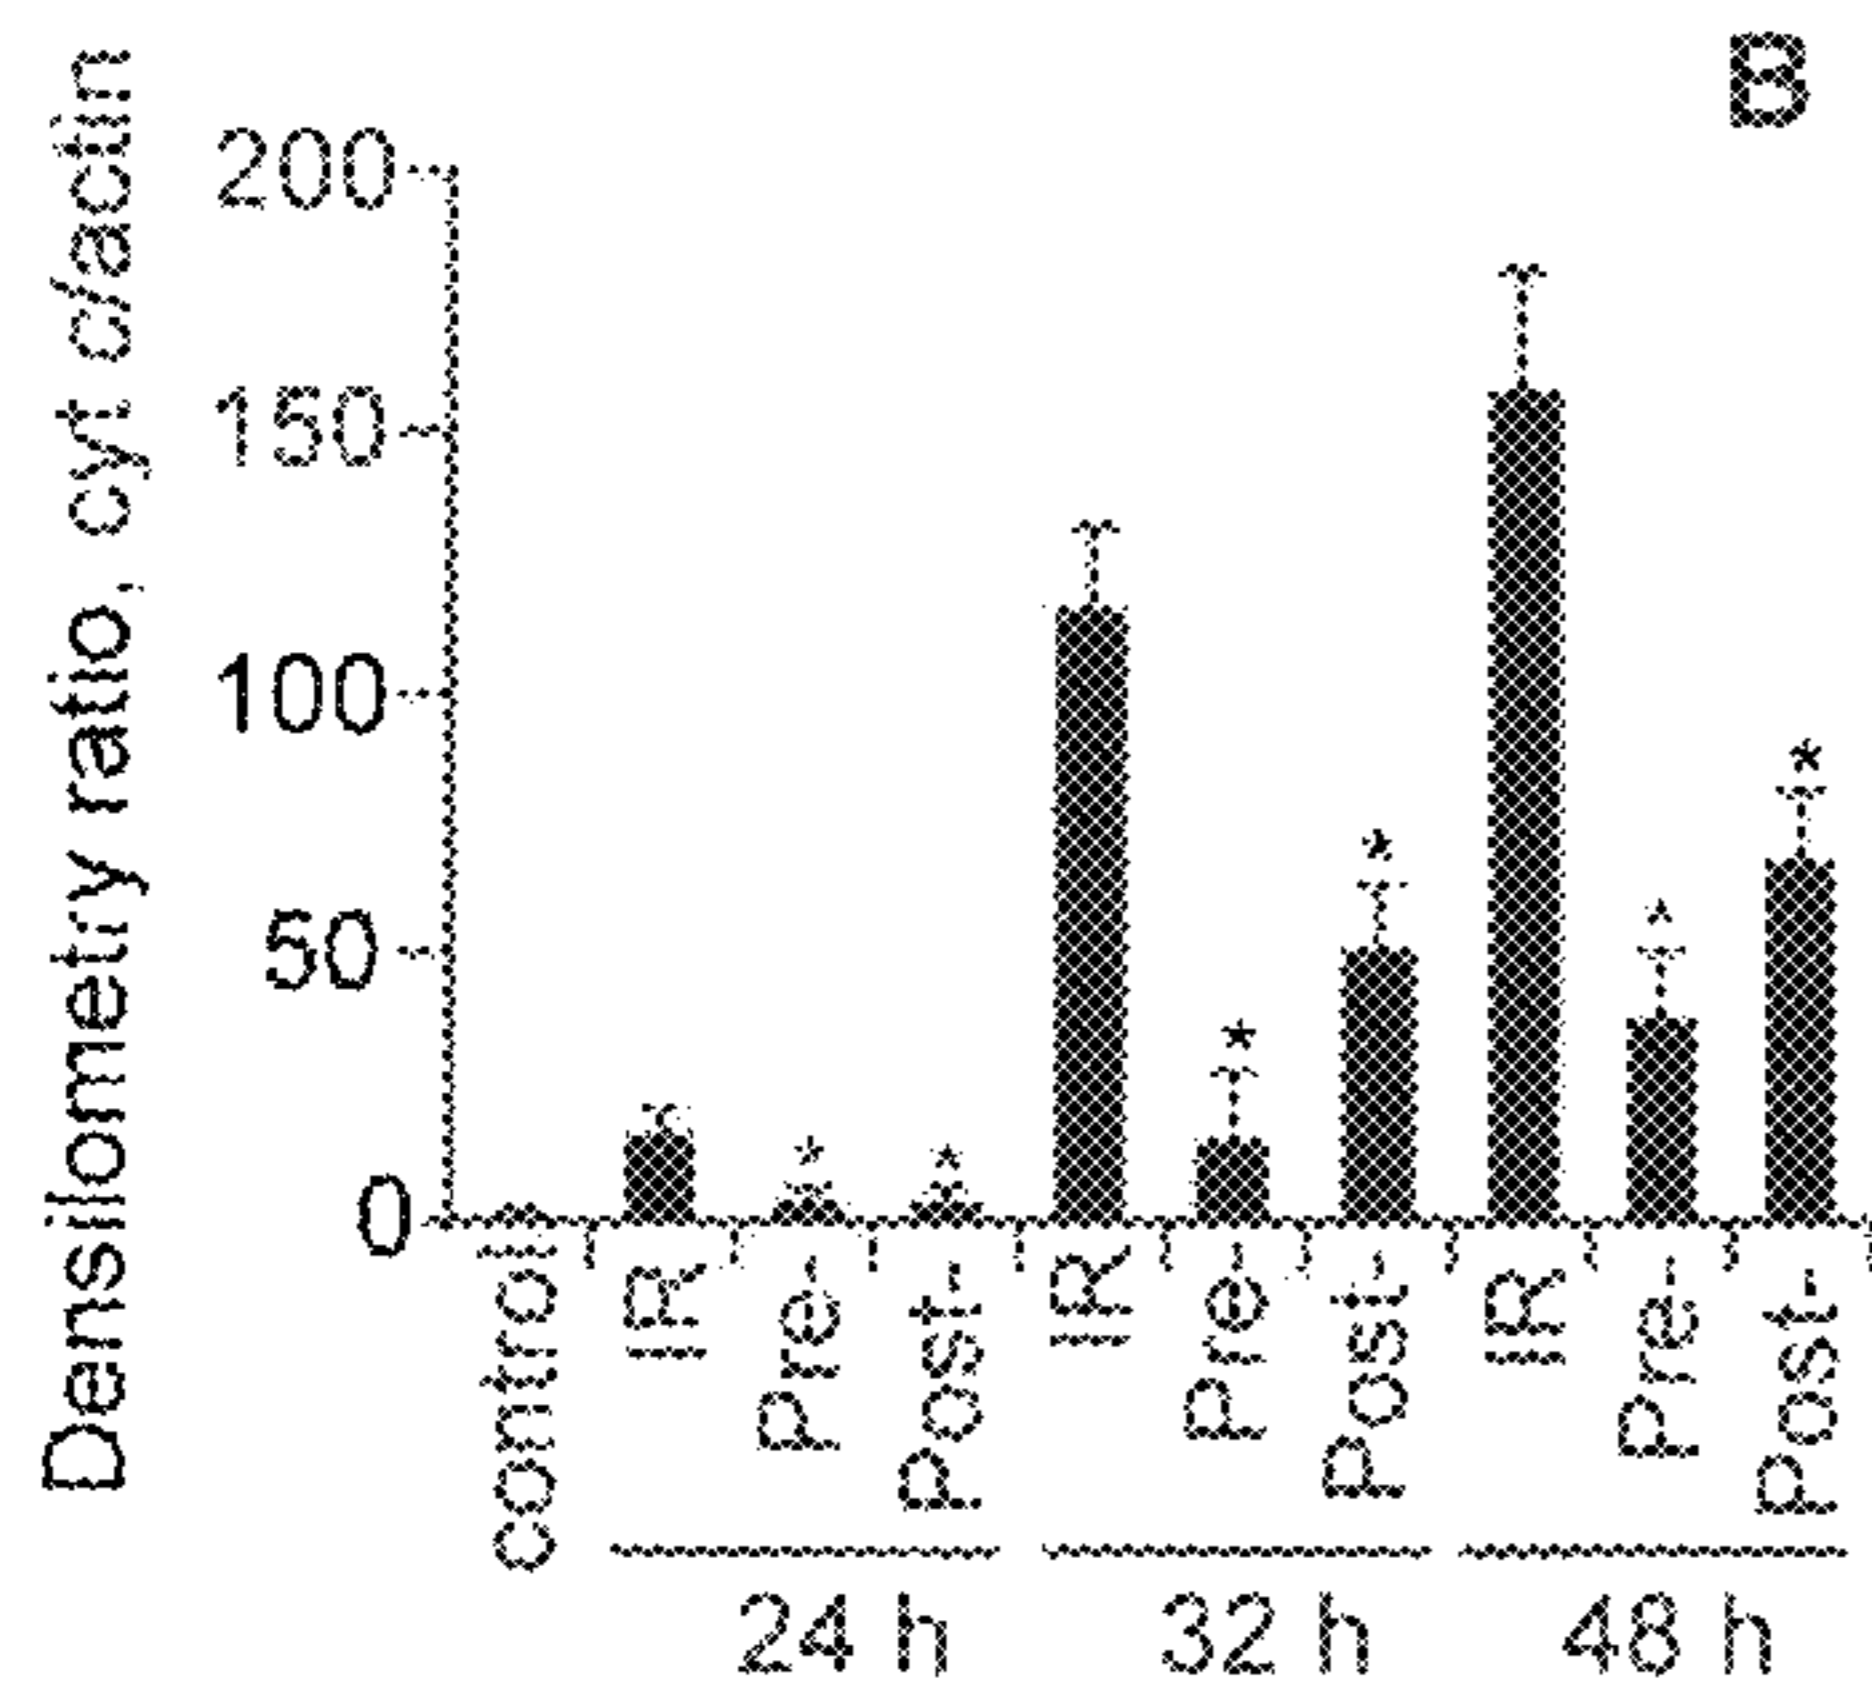 B
Densilometry ratio, cyt c/actin
200
150
100
50
0
control
IR
Pre-
Post-
IR
Pre-
Post-
IR
Pre-
Post-
24 h
32 h
48 h
*
*
*
*
*
*